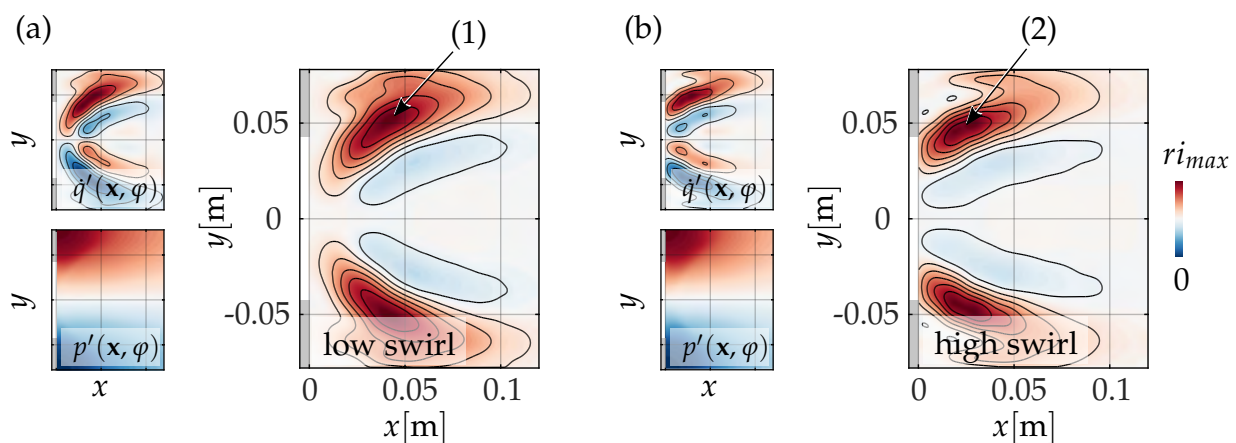 (a)
(1)
(b)
(2)
y
q̇′(x, φ)
y
p′(x, φ)
x
y[m]
0.05
0
-0.05
low swirl
0
0.05
0.1
x[m]
y
q̇′(x, φ)
y
p′(x, φ)
x
y[m]
0.05
0
-0.05
high swirl
0
0.05
0.1
x[m]
ri_max
0